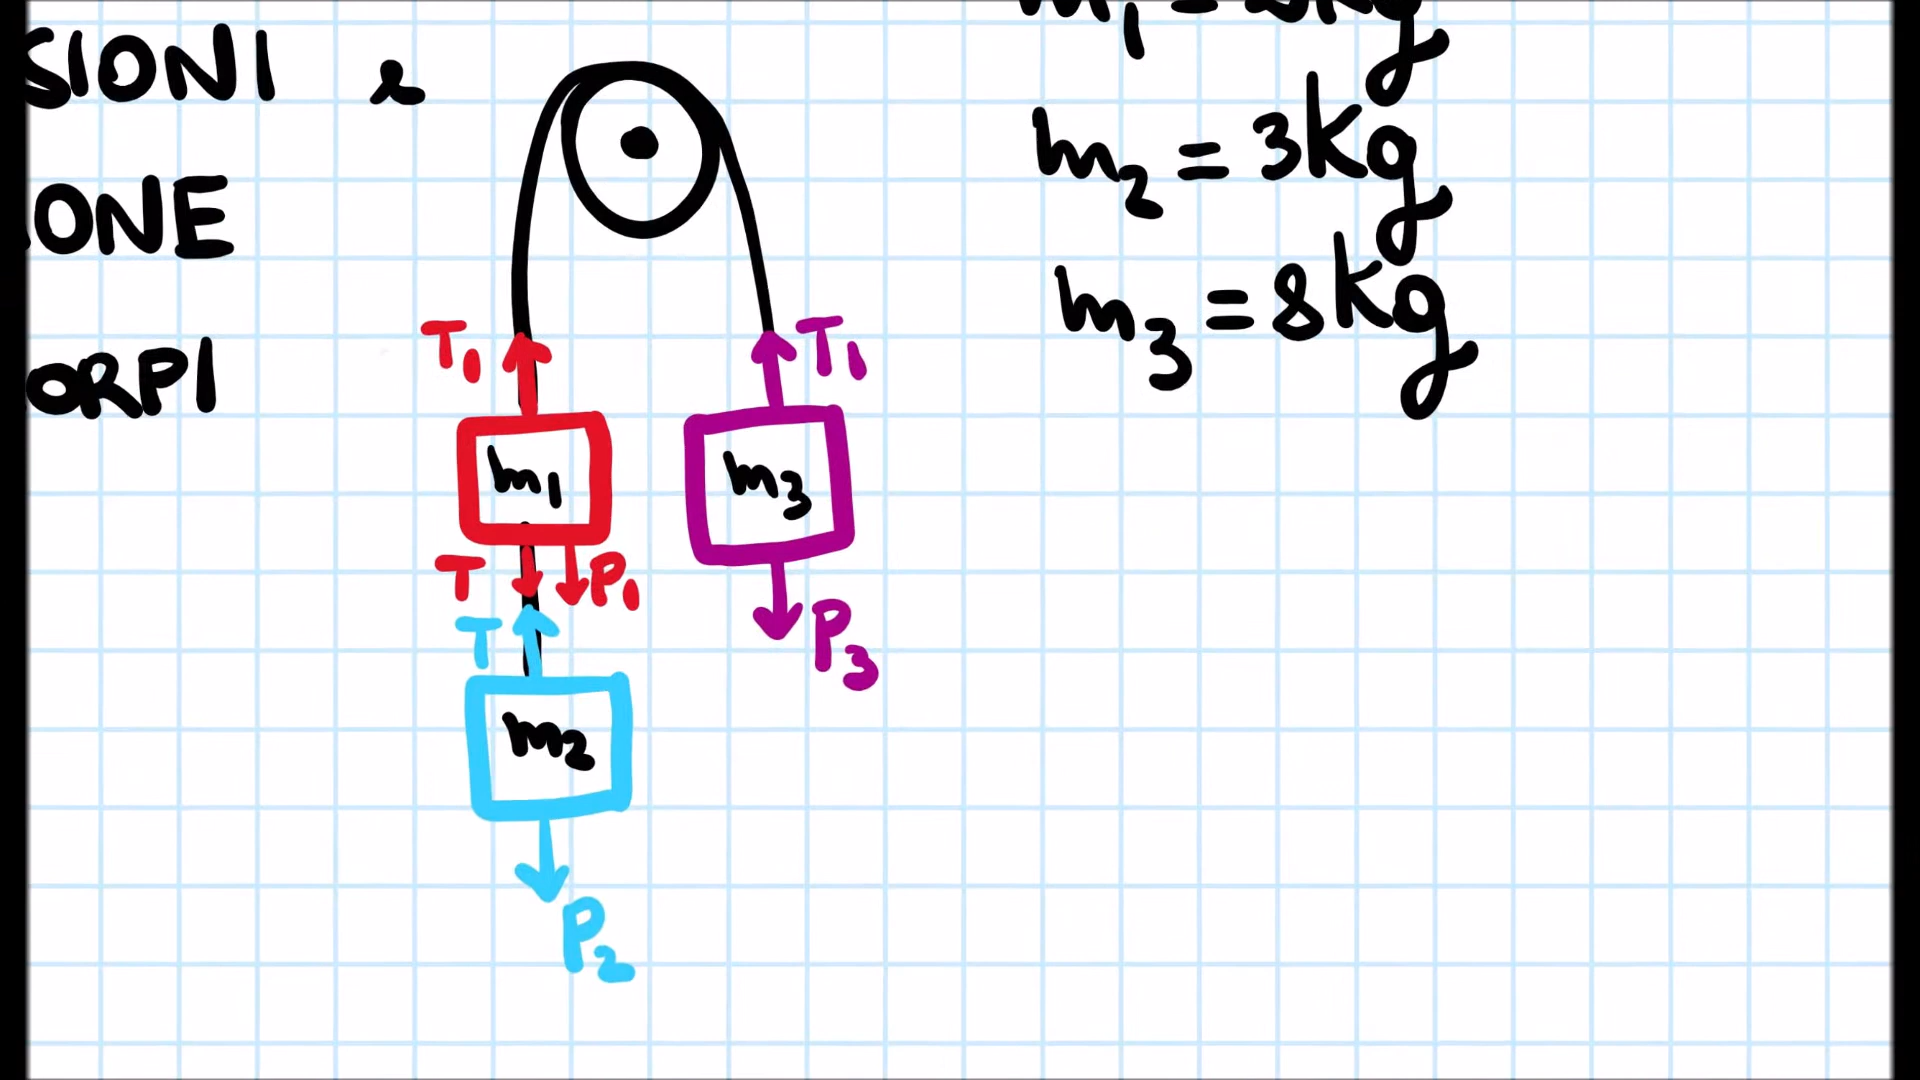 SIONI e
ONE
ORPI
m2 = 3kg
m3 = 8kg
T1
T1
m1
m3
T
P1
T
P3
m2
P2